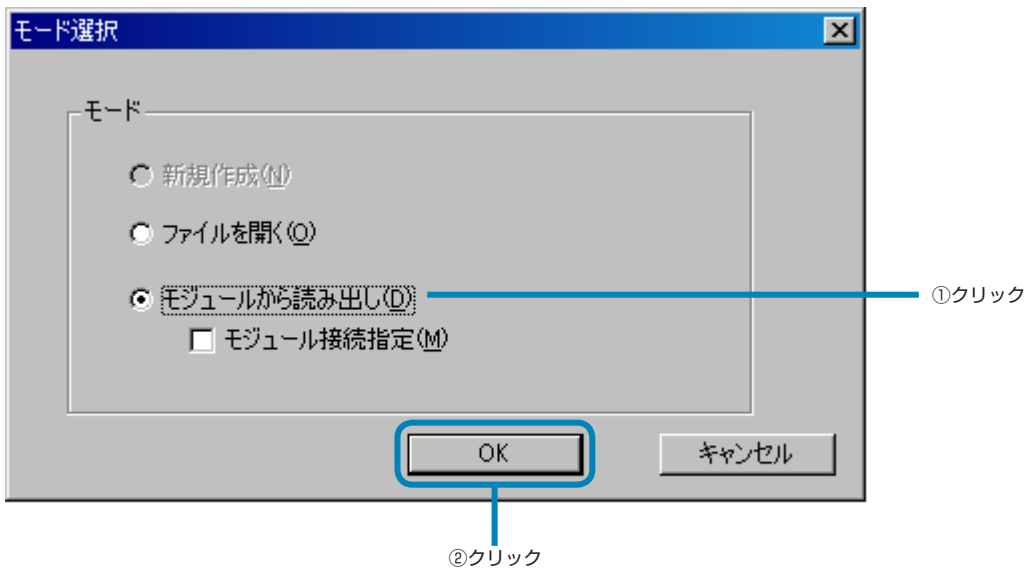 モード選択
モード
新規作成(N)
ファイルを開く(O)
モジュールから読み出し(D)
①クリック
モジュール接続指定(M)
OK
キャンセル
②クリック